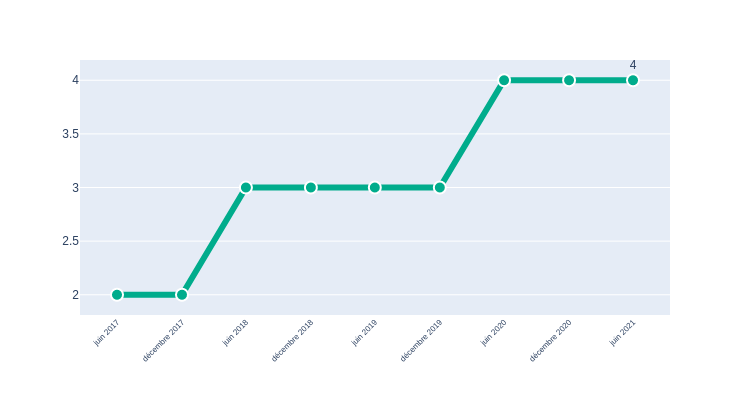 4
4
3.5
3
2.5
2
juin 2017
décembre 2017
juin 2018
décembre 2018
juin 2019
décembre 2019
juin 2020
décembre 2020
juin 2021